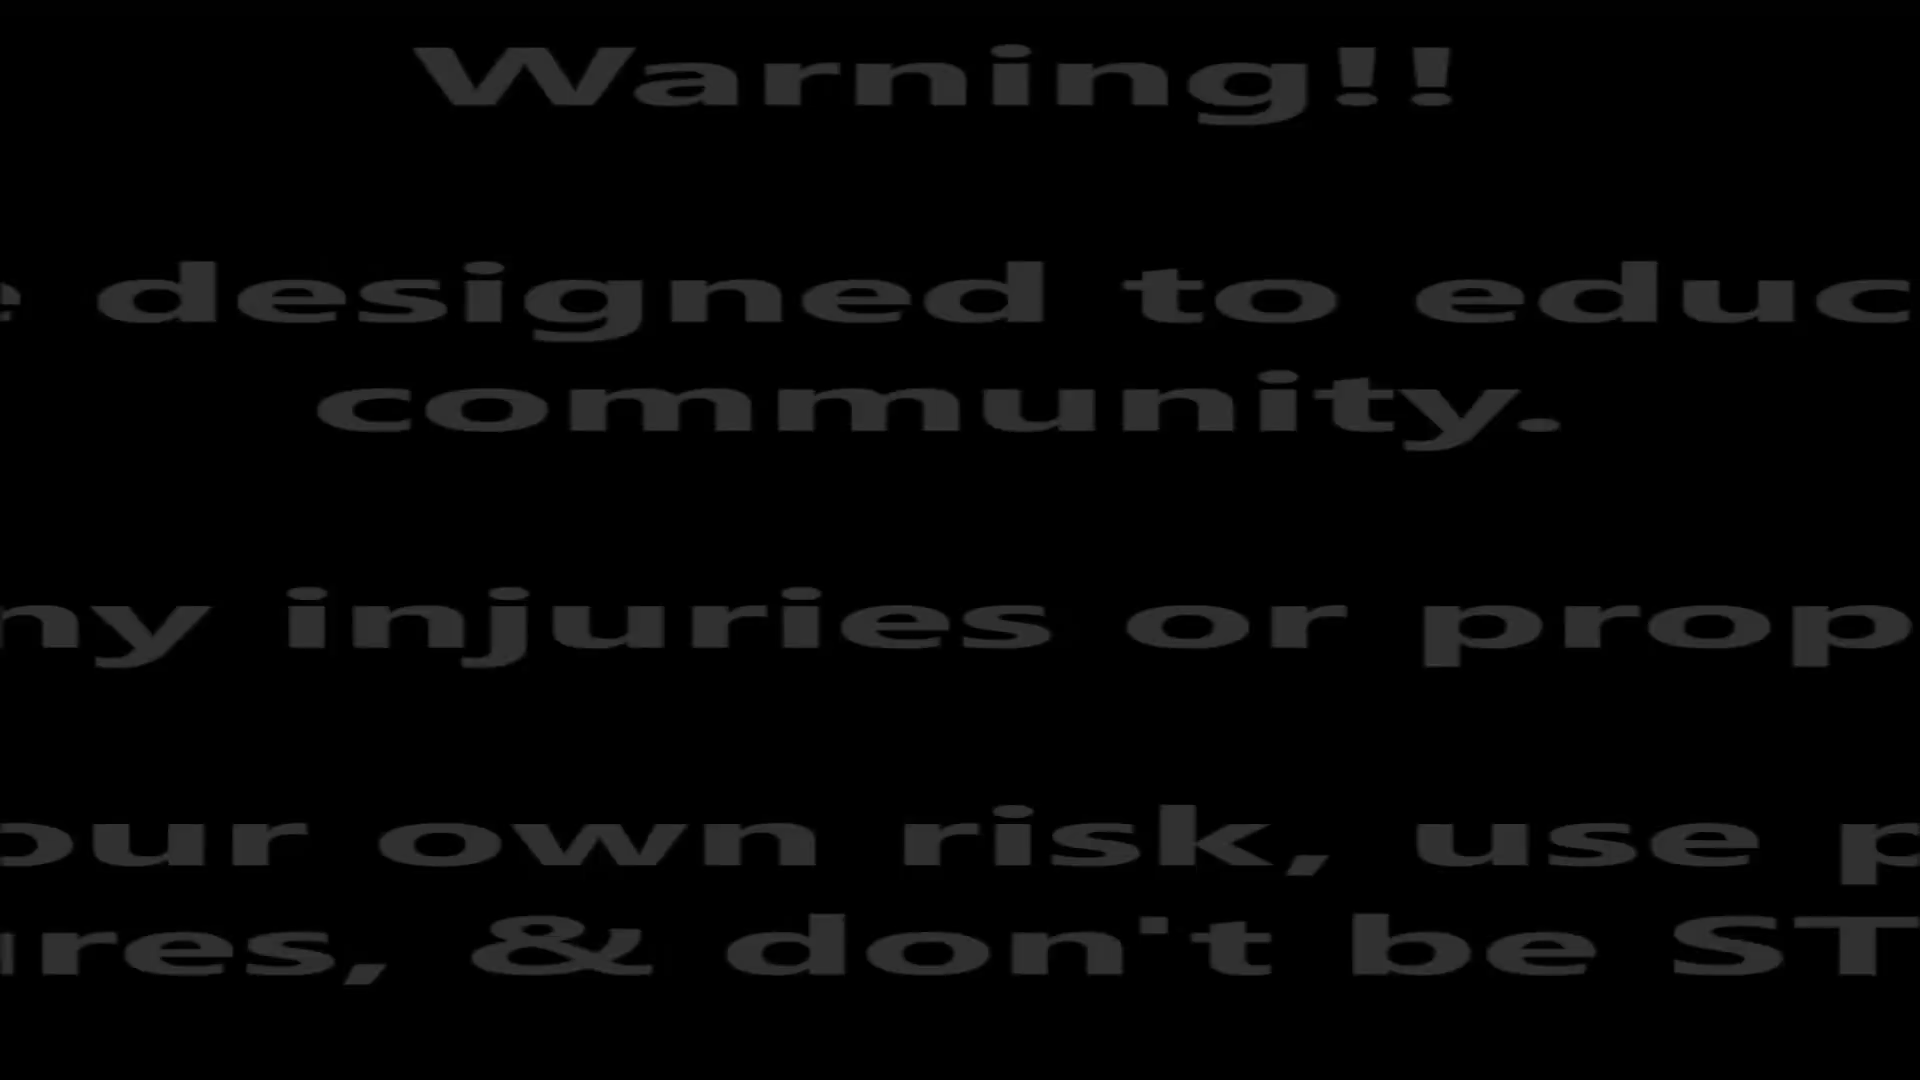 Warning!!
designed to educ
community.
ny injuries or prop
our own risk, use p
res, & don't be ST